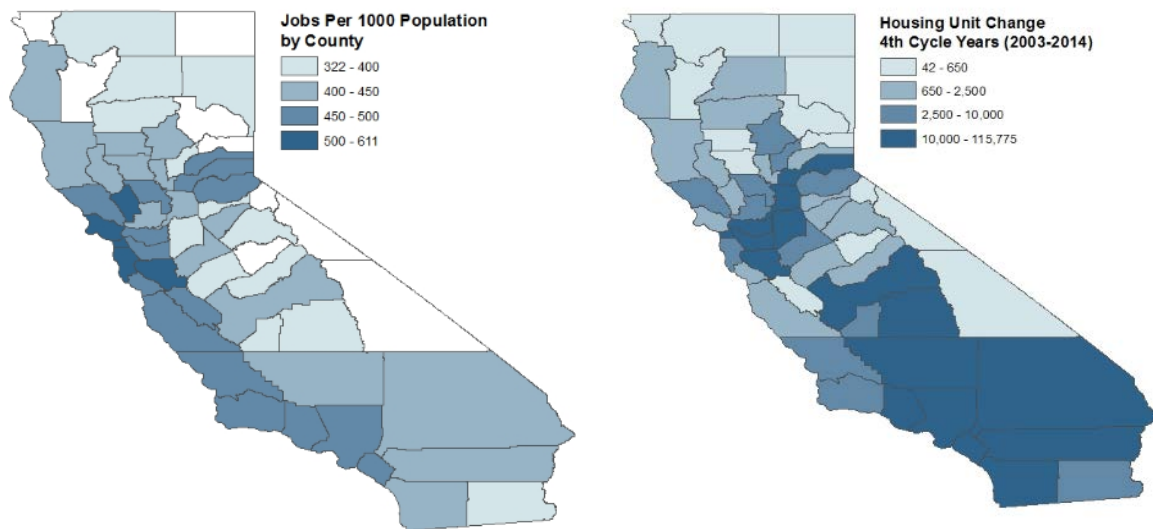 Jobs Per 1000 Population
by County
322 - 400
400 - 450
450 - 500
500 - 611
Housing Unit Change
4th Cycle Years (2003-2014)
42 - 650
650 - 2,500
2,500 - 10,000
10,000 - 115,775